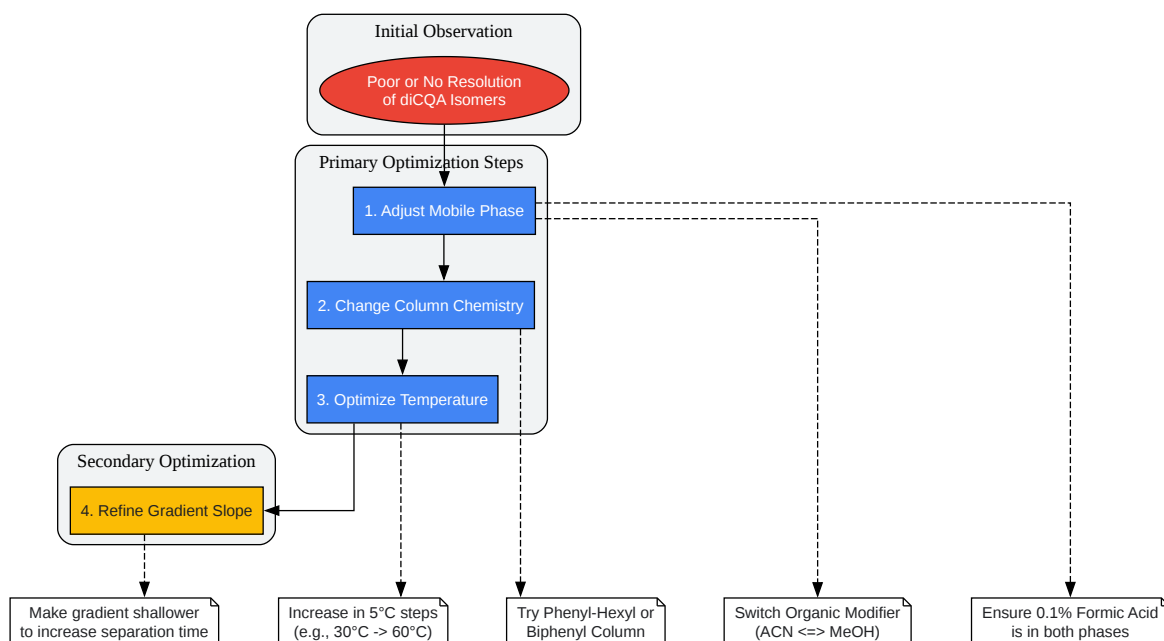 Initial Observation
Poor or No Resolution
of diCQA Isomers
Primary Optimization Steps
1. Adjust Mobile Phase
2. Change Column Chemistry
3. Optimize Temperature
Secondary Optimization
4. Refine Gradient Slope
Make gradient shallower
to increase separation time
Increase in 5°C steps
(e.g., 30°C -> 60°C)
Try Phenyl-Hexyl or
Biphenyl Column
Switch Organic Modifier
(ACN <=> MeOH)
Ensure 0.1% Formic Acid
is in both phases